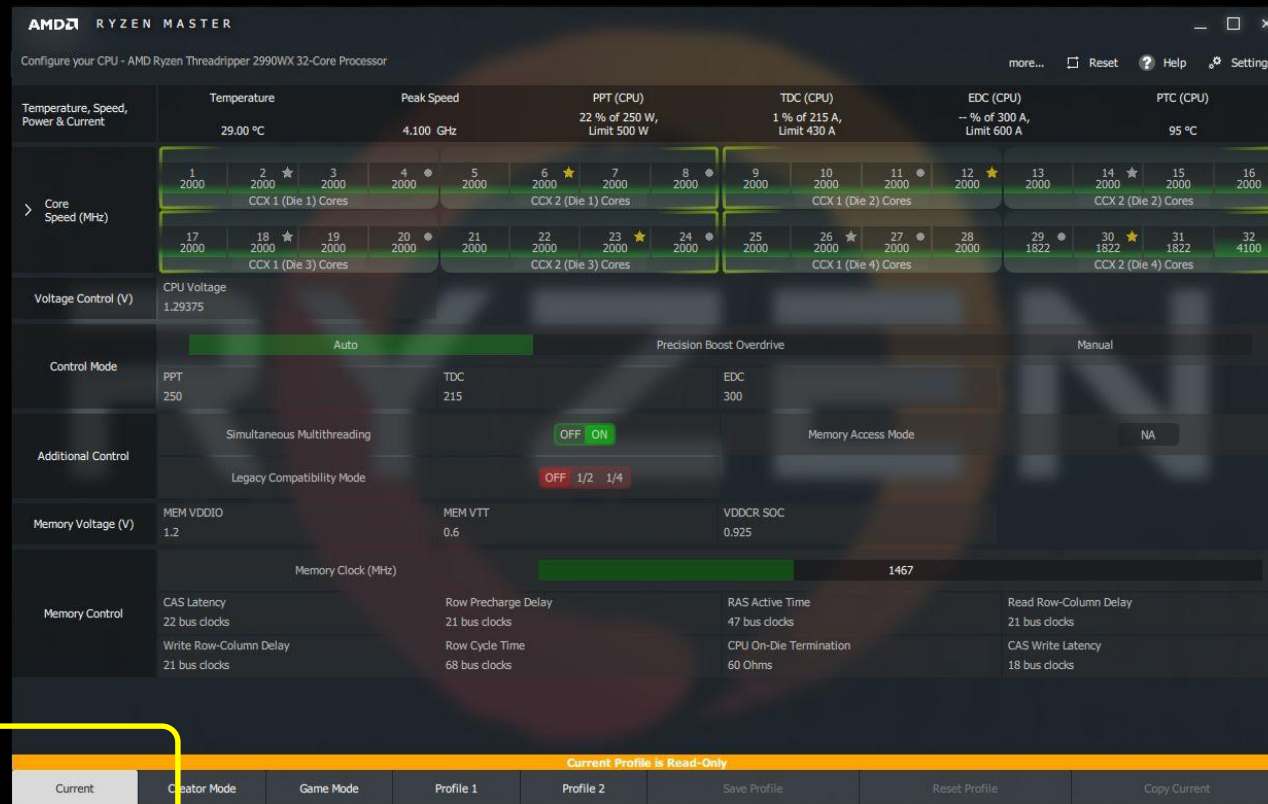 AMD RYZEN MASTER
Configure your CPU - AMD Ryzen Threadripper 2990WX 32-Core Processor
more... Reset ? Help Setting
Temperature, Speed,
Power & Current
Temperature
29.00 °C
Peak Speed
4.100 GHz
PPT (CPU)
22 % of 250 W,
Limit 500 W
TDC (CPU)
1 % of 215 A,
Limit 430 A
EDC (CPU)
-- % of 300 A,
Limit 600 A
PTC (CPU)
95 °C
Core
Speed (MHz)
1 2 3 4 5 6 7 8 9 10 11 12 13 14 15 16
2000 2000 2000 2000 2000 2000 2000 2000 2000 2000 2000 2000 2000 2000 2000 2000
CCX 1 (Die 1) Cores CCX 2 (Die 1) Cores CCX 1 (Die 2) Cores CCX 2 (Die 2) Cores
17 18 19 20 21 22 23 24 25 26 27 28 29 30 31 32
2000 2000 2000 2000 2000 2000 2000 2000 2000 2000 2000 2000 1822 1822 1822 4100
CCX 1 (Die 3) Cores CCX 2 (Die 3) Cores CCX 1 (Die 4) Cores CCX 2 (Die 4) Cores
Voltage Control (V)
CPU Voltage
1.29375
RYZEN
Control Mode
Auto Precision Boost Overdrive Manual
PPT TDC EDC
250 215 300
Additional Control
Simultaneous Multithreading OFF ON Memory Access Mode NA
Legacy Compatibility Mode OFF 1/2 1/4
Memory Voltage (V)
MEM VDDIO MEM VTT VDDCR SOC
1.2 0.6 0.925
Memory Control
Memory Clock (MHz) 1467
CAS Latency Row Precharge Delay RAS Active Time Read Row-Column Delay
22 bus clocks 21 bus clocks 47 bus clocks 21 bus clocks
Write Row-Column Delay Row Cycle Time CPU On-Die Termination CAS Write Latency
21 bus clocks 68 bus clocks 60 Ohms 18 bus clocks
Current Profile is Read-Only
Current Creator Mode Game Mode Profile 1 Profile 2 Save Profile Reset Profile Copy Current